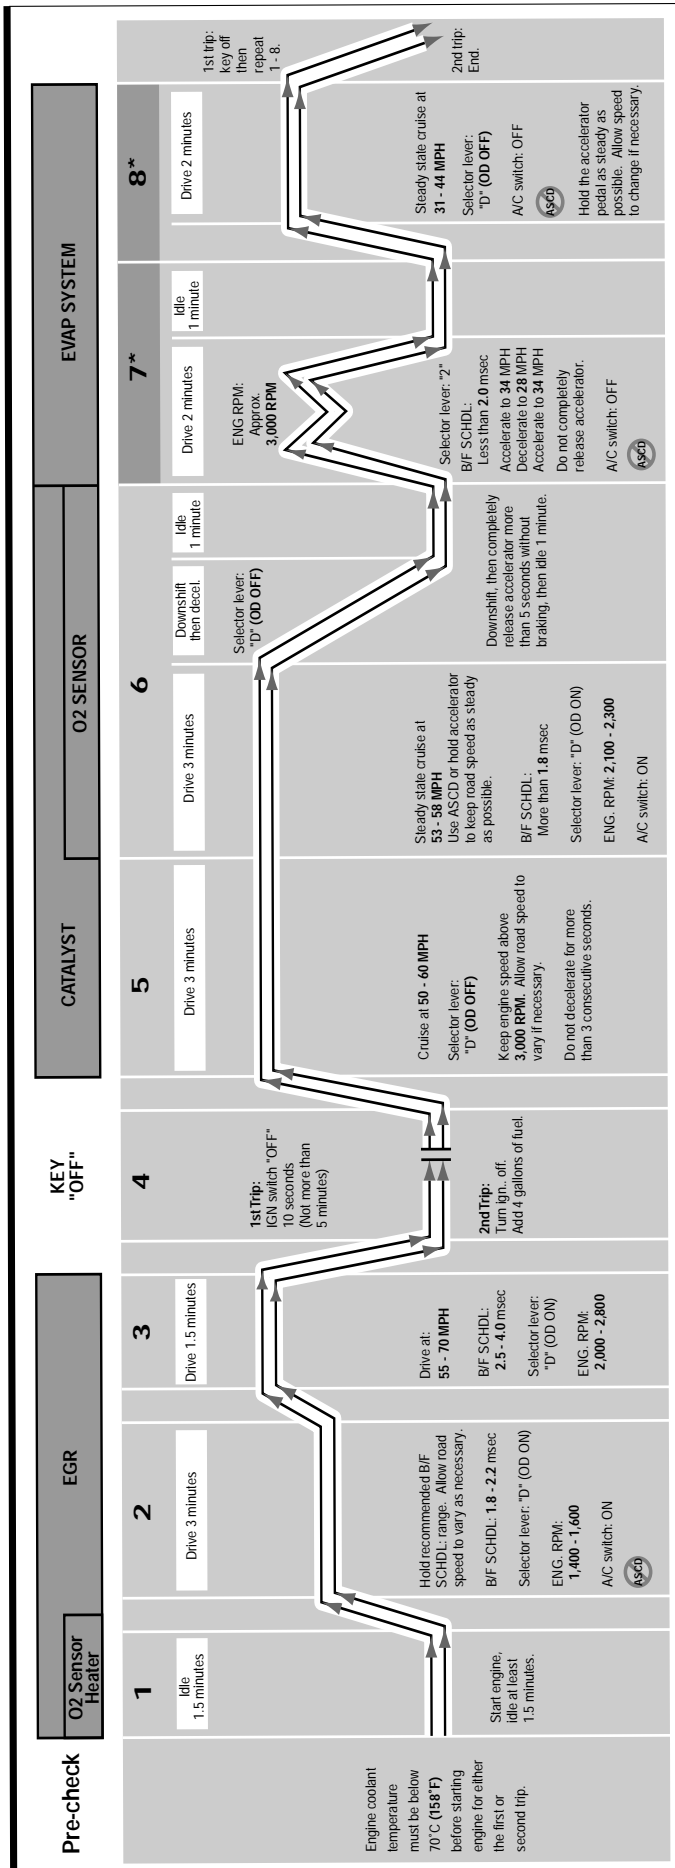 Pre-check
O2 Sensor
Heater
EGR
KEY
"OFF"
CATALYST
O2 SENSOR
EVAP SYSTEM
Engine coolant
temperature
must be below
70˚C (158˚F)
before starting
engine for either
the first or
second trip.
1
Idle
1.5 minutes
Start engine,
idle at least
1.5 minutes.
2
Drive 3 minutes
Hold recommended B/F
SCHDL: range. Allow road
speed to vary as necessary.
B/F SCHDL: 1.8 - 2.2 msec
Selector lever: "D" (OD ON)
ENG. RPM:
1,400 - 1,600
A/C switch: ON
ASCD
3
Drive 1.5 minutes
Drive at:
55 - 70 MPH
B/F SCHDL:
2.5 - 4.0 msec
Selector lever:
"D" (OD ON)
ENG. RPM:
2,000 - 2,800
4
1st Trip:
IGN switch "OFF"
10 seconds
(Not more than
5 minutes)
2nd Trip:
Turn ign.. off.
Add 4 gallons of fuel.
5
Drive 3 minutes
Cruise at 50 - 60 MPH
Selector lever:
"D" (OD OFF)
Keep engine speed above
3,000 RPM. Allow road speed to
vary if necessary.
Do not decelerate for more
than 3 consecutive seconds.
6
Drive 3 minutes
Steady state cruise at
53 - 58 MPH
Use ASCD or hold accelerator
to keep road speed as steady
as possible.
B/F SCHDL:
More than 1.8 msec
Selector lever: "D" (OD ON)
ENG. RPM: 2,100 - 2,300
A/C switch: ON
Downshift
then decel.
Selector lever:
"D" (OD OFF)
Idle
1 minute
Downshift, then completely
release accelerator more
than 5 seconds without
braking, then idle 1 minute.
7*
Drive 2 minutes
ENG RPM:
Approx.
3,000 RPM
Selector lever: "2"
B/F SCHDL:
Less than 2.0 msec
Accelerate to 34 MPH
Decelerate to 28 MPH
Accelerate to 34 MPH
Do not completely
release accelerator.
A/C switch: OFF
ASCD
Idle
1 minute
8*
Drive 2 minutes
Steady state cruise at
31 - 44 MPH
Selector lever:
"D" (OD OFF)
A/C switch: OFF
ASCD
Hold the accelerator
pedal as steady as
possible. Allow speed
to change if necessary.
1st trip:
key off
then
repeat
1 - 8.
2nd trip:
End.